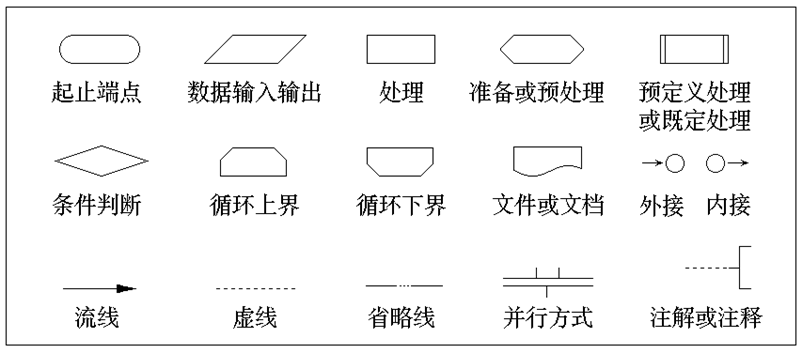 起止端点
数据输入输出
处理
准备或预处理
预定义处理
或既定处理
条件判断
循环上界
循环下界
文件或文档
外接
内接
流线
虚线
省略线
并行方式
注解或注释